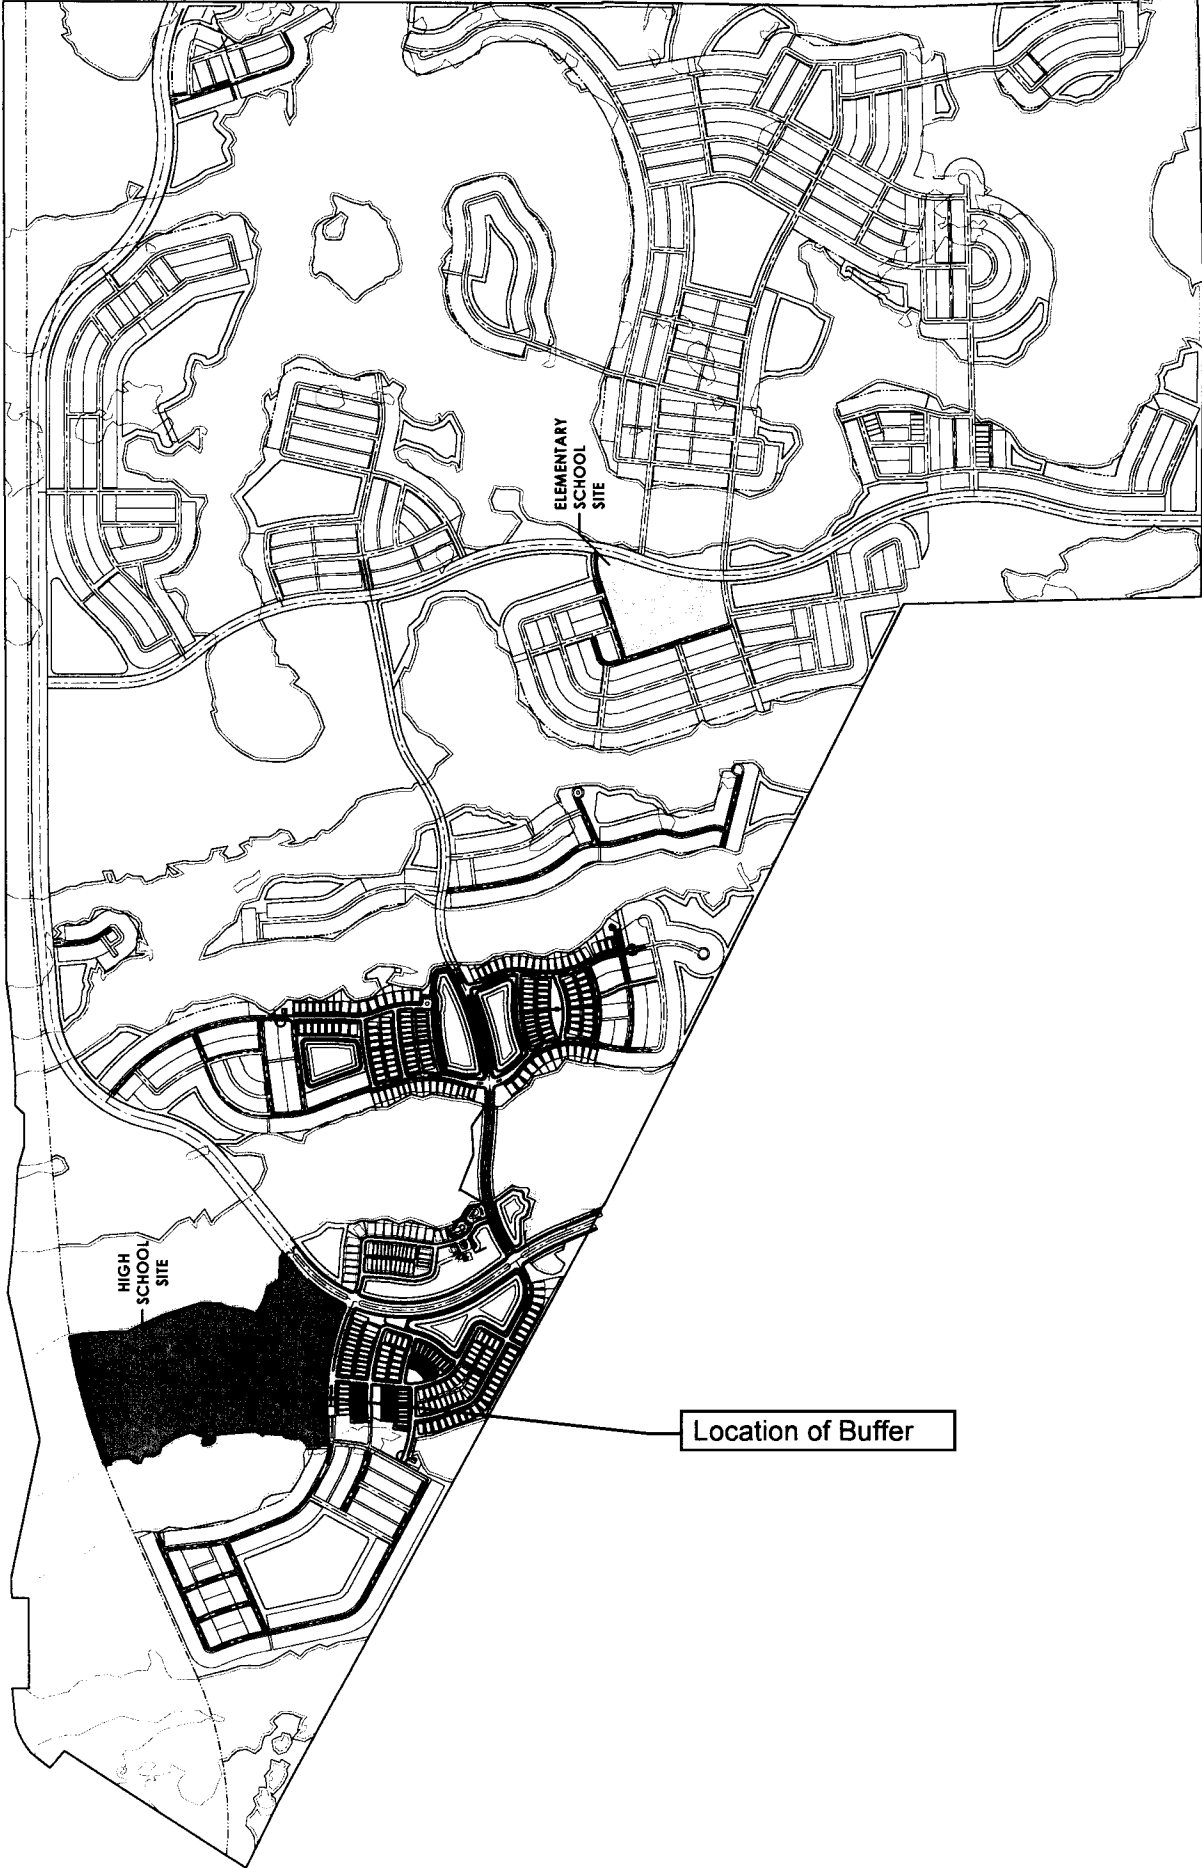 ELEMENTARY
SCHOOL
SITE
HIGH
SCHOOL
SITE
Location of Buffer